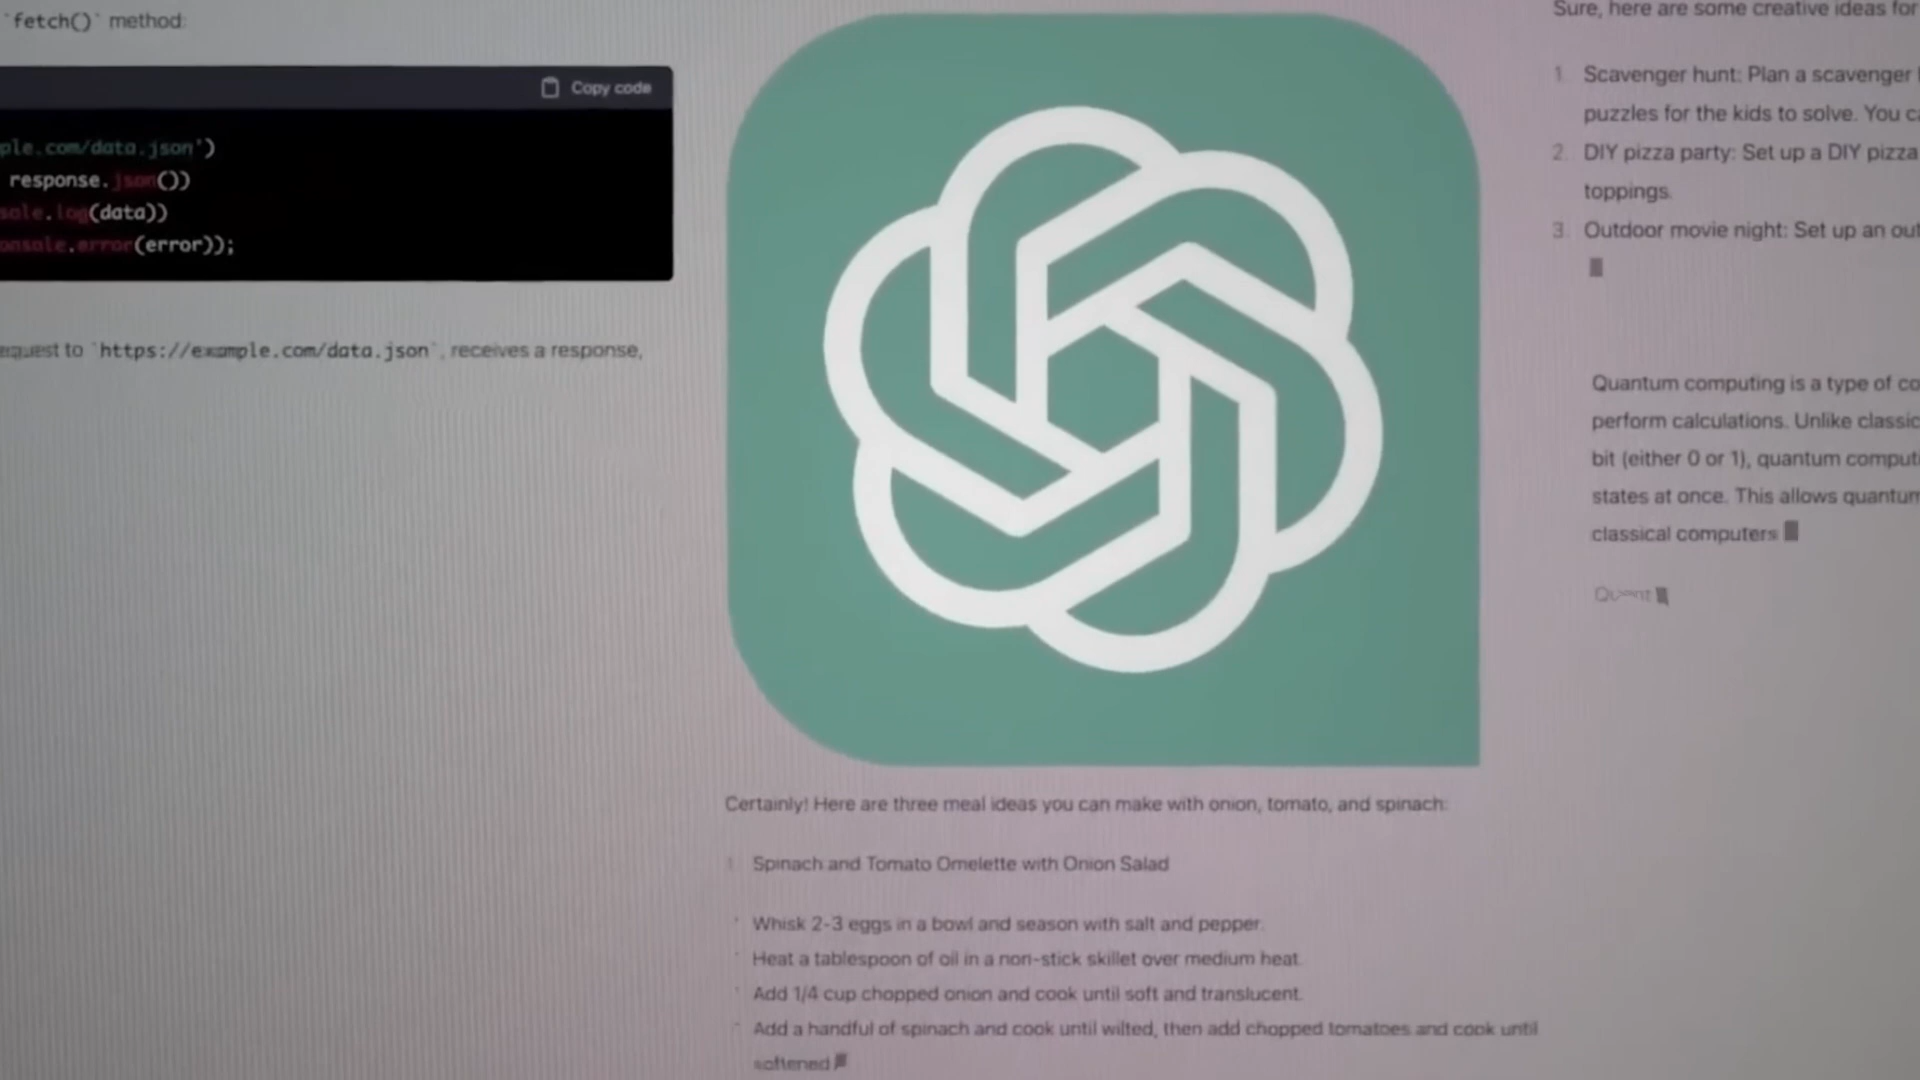 `fetch()` method:
Copy code
ple.com/data.json')
response.json())
sole.log(data))
onsole.error(error));
equest to `https://example.com/data.json`, receives a response,
Sure, here are some creative ideas for
1. Scavenger hunt: Plan a scavenger
puzzles for the kids to solve. You ca
2. DIY pizza party: Set up a DIY pizza
toppings.
3. Outdoor movie night: Set up an out
Quantum computing is a type of co
perform calculations. Unlike classic
bit (either 0 or 1), quantum comput
states at once. This allows quantum
classical computers
Certainly! Here are three meal ideas you can make with onion, tomato, and spinach:
1 Spinach and Tomato Omelette with Onion Salad
Whisk 2-3 eggs in a bowl and season with salt and pepper.
Heat a tablespoon of oil in a non-stick skillet over medium heat.
Add 1/4 cup chopped onion and cook until soft and translucent.
Add a handful of spinach and cook until wilted, then add chopped tomatoes and cook until
softened